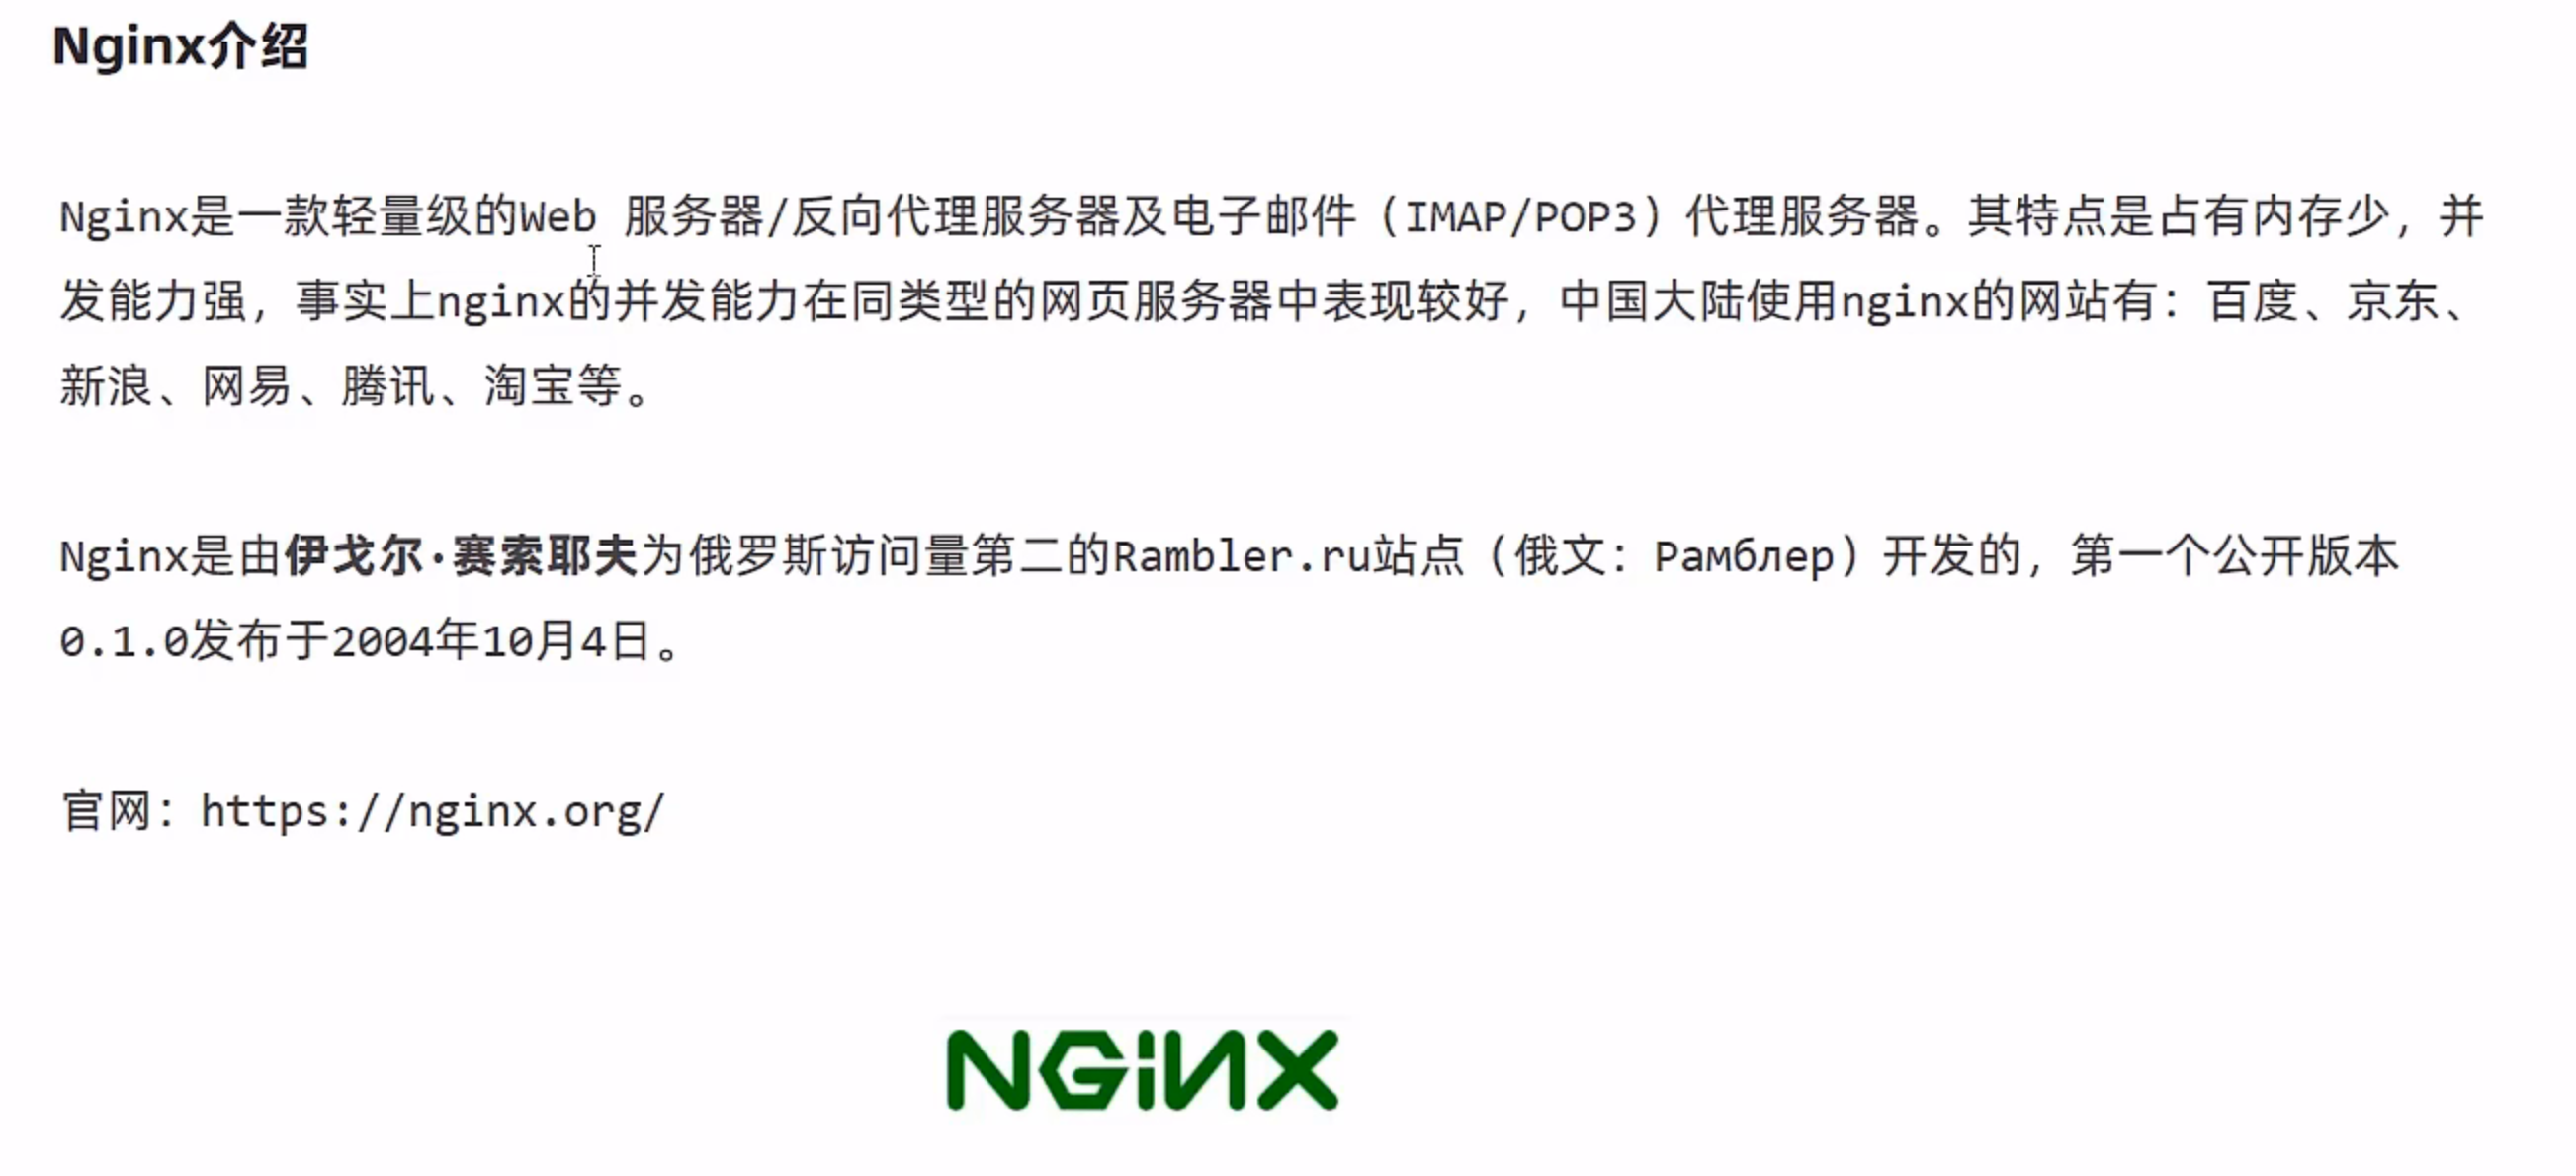 Nginx介绍
Nginx是一款轻量级的Web 服务器/反向代理服务器及电子邮件（IMAP/POP3）代理服务器。其特点是占有内存少，并
发能力强，事实上nginx的并发能力在同类型的网页服务器中表现较好，中国大陆使用nginx的网站有：百度、京东、
新浪、网易、腾讯、淘宝等。
Nginx是由伊戈尔·赛索耶夫为俄罗斯访问量第二的Rambler.ru站点（俄文：Рамблер）开发的，第一个公开版本
0.1.0发布于2004年10月4日。
官网：https://nginx.org/
NGiNX